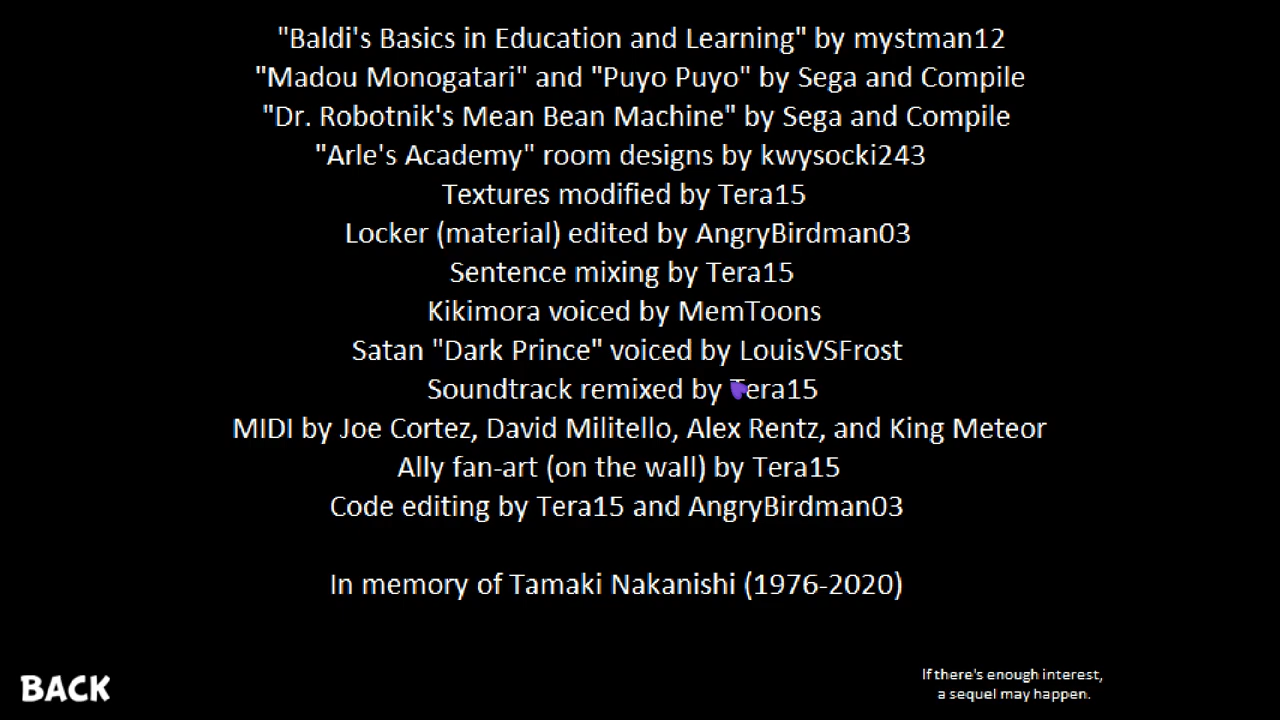 "Baldi's Basics in Education and Learning" by mystman12
"Madou Monogatari" and "Puyo Puyo" by Sega and Compile
"Dr. Robotnik's Mean Bean Machine" by Sega and Compile
"Arle's Academy" room designs by kwysocki243
Textures modified by Tera15
Locker (material) edited by AngryBirdman03
Sentence mixing by Tera15
Kikimora voiced by MemToons
Satan "Dark Prince" voiced by LouisVSFrost
Soundtrack remixed by Tera15
MIDI by Joe Cortez, David Militello, Alex Rentz, and King Meteor
Ally fan-art (on the wall) by Tera15
Code editing by Tera15 and AngryBirdman03
In memory of Tamaki Nakanishi (1976-2020)
BACK
If there's enough interest,
a sequel may happen.